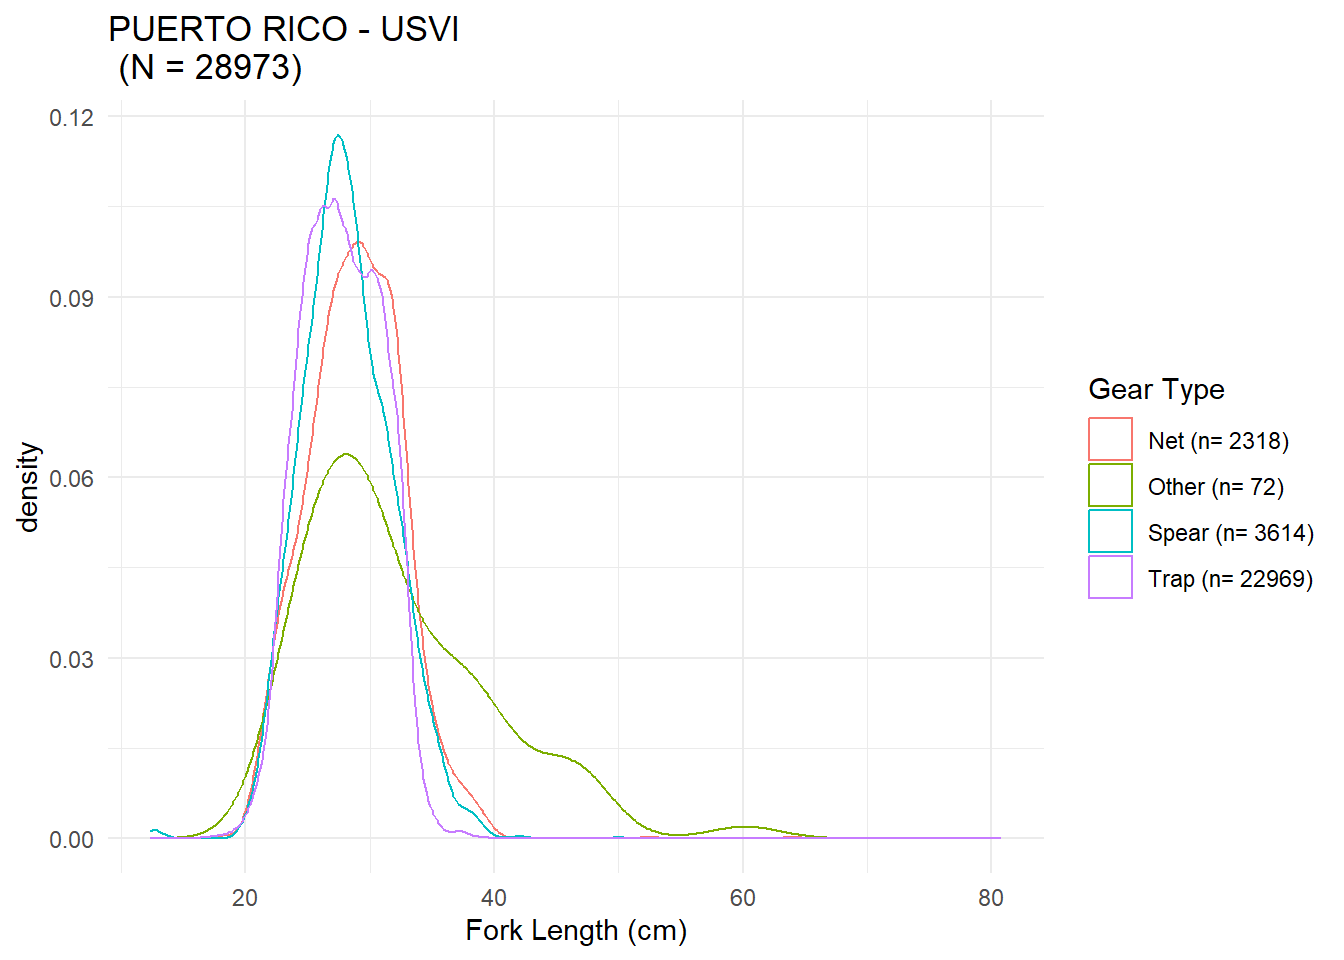 PUERTO RICO - USVI
(N = 28973)
0.12
0.09
0.06
0.03
0.00
density
20
40
60
80
Fork Length (cm)
Gear Type
Net (n= 2318)
Other (n= 72)
Spear (n= 3614)
Trap (n= 22969)